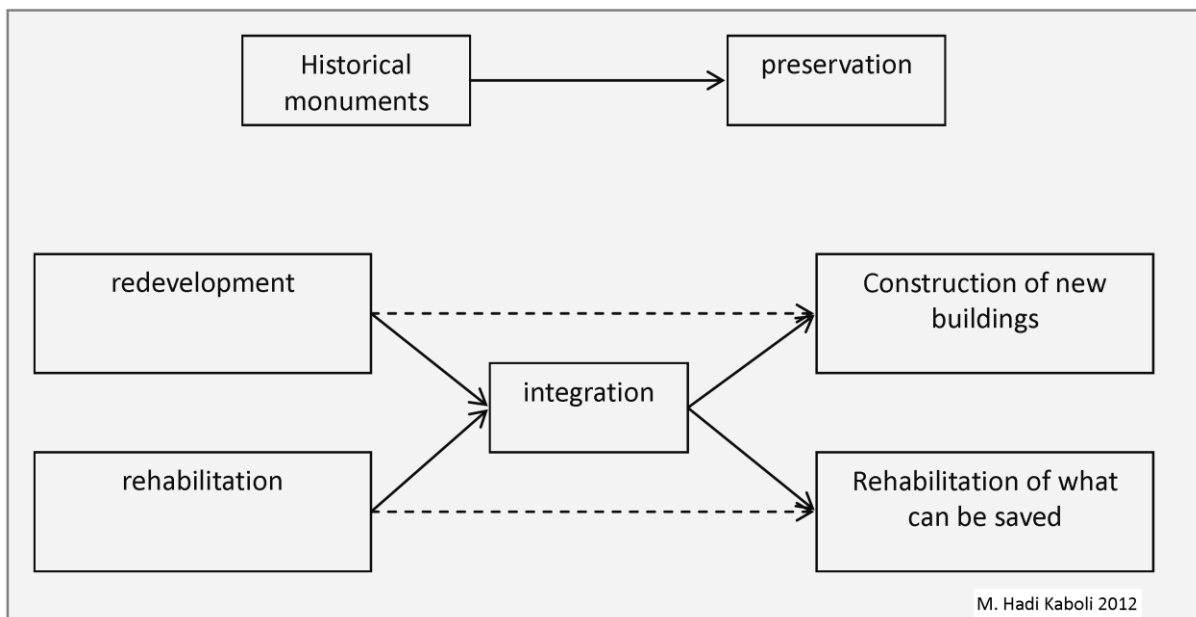 Historical
monuments
preservation
redevelopment
Construction of new
buildings
integration
rehabilitation
Rehabilitation of what
can be saved
M. Hadi Kaboli 2012